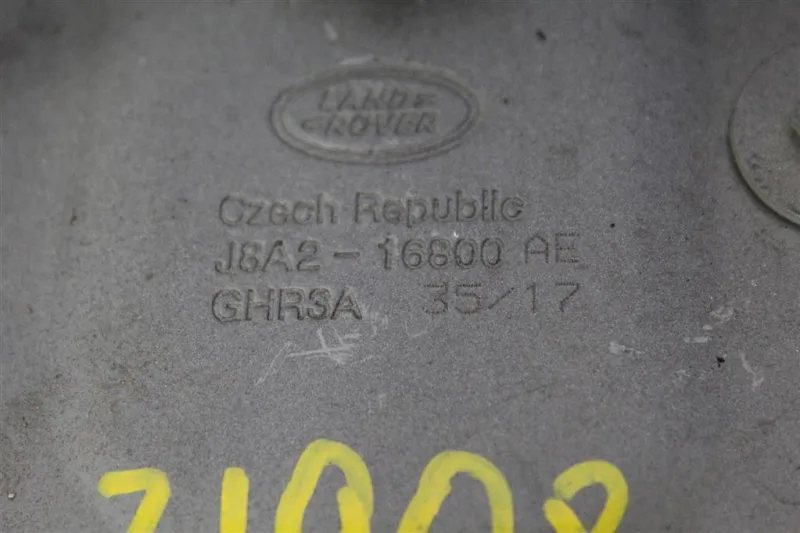 LAND
ROVER
Czech Republic
J8A2-16800 AE
GHR3A 35/17